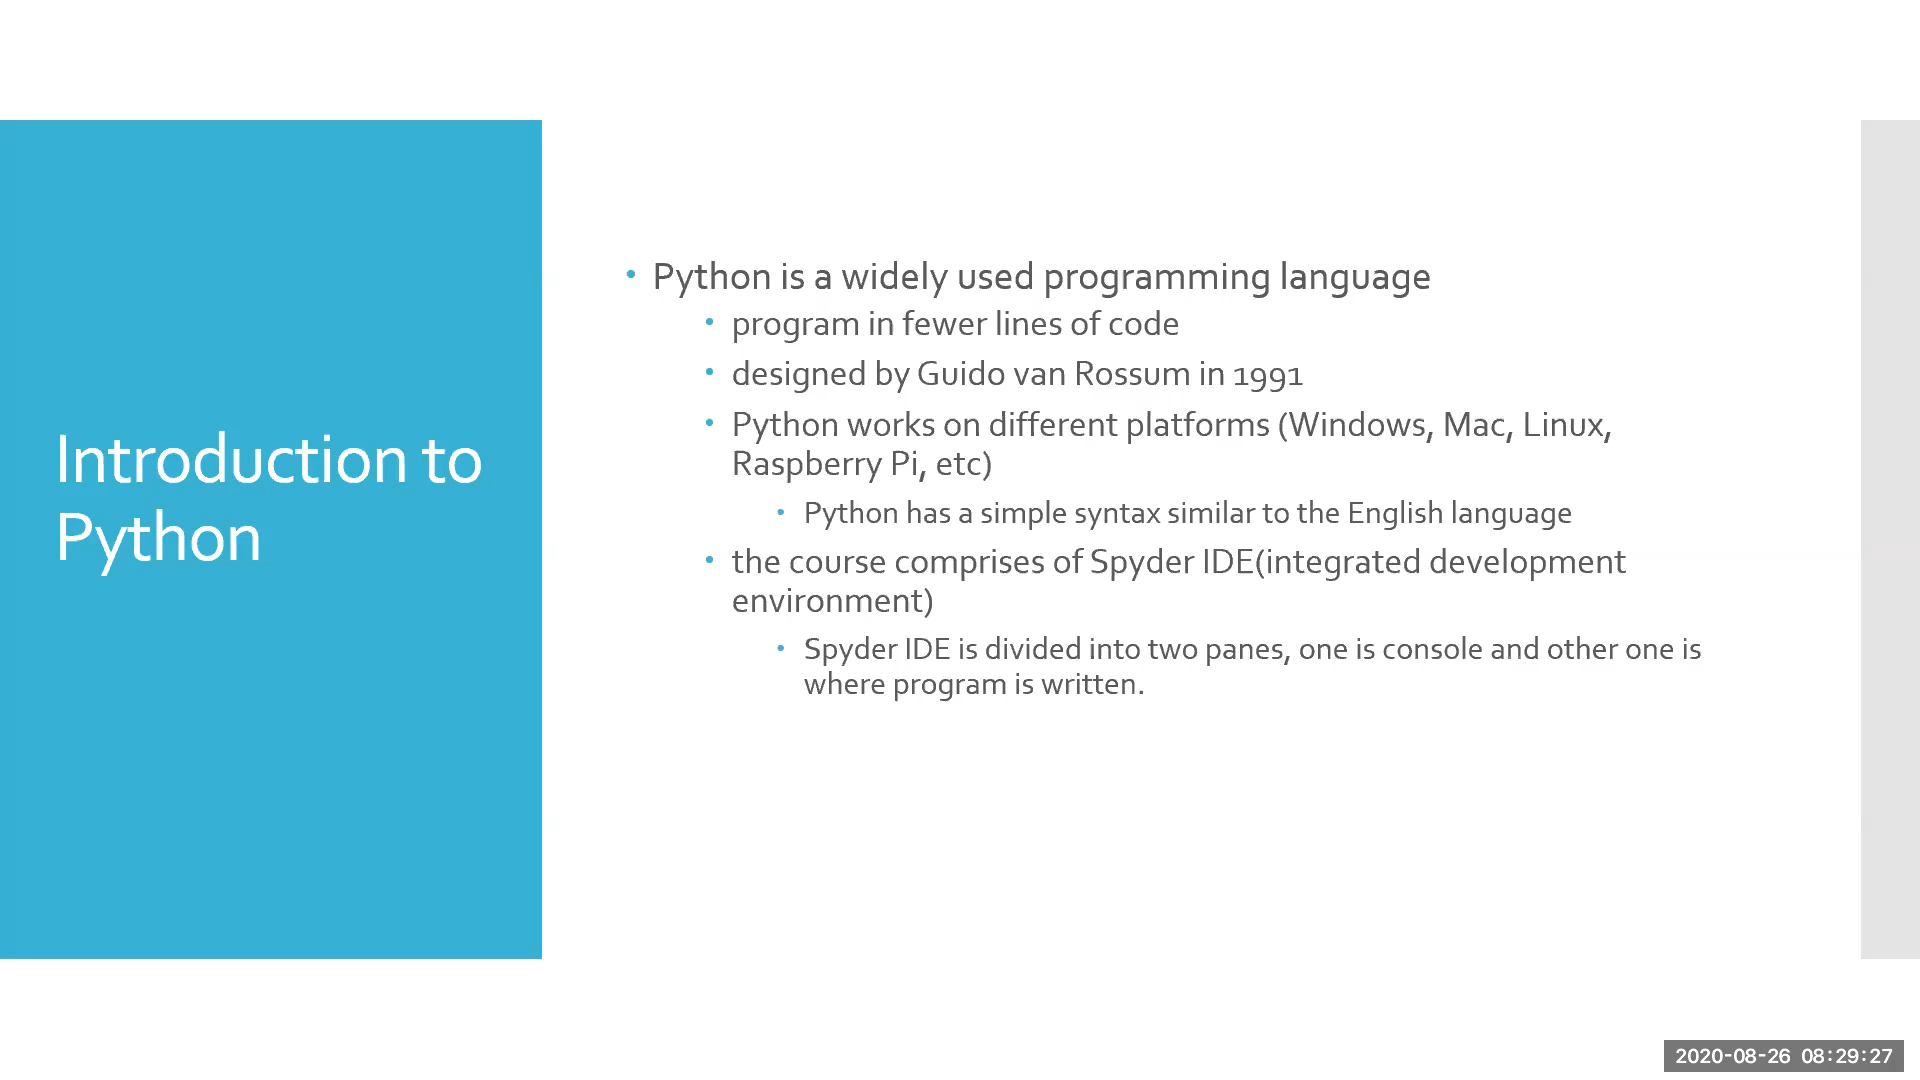 Introduction to
Python
• Python is a widely used programming language
• program in fewer lines of code
• designed by Guido van Rossum in 1991
• Python works on different platforms (Windows, Mac, Linux,
Raspberry Pi, etc)
• Python has a simple syntax similar to the English language
• the course comprises of Spyder IDE(integrated development
environment)
• Spyder IDE is divided into two panes, one is console and other one is
where program is written.
2020-08-26 08:29:27